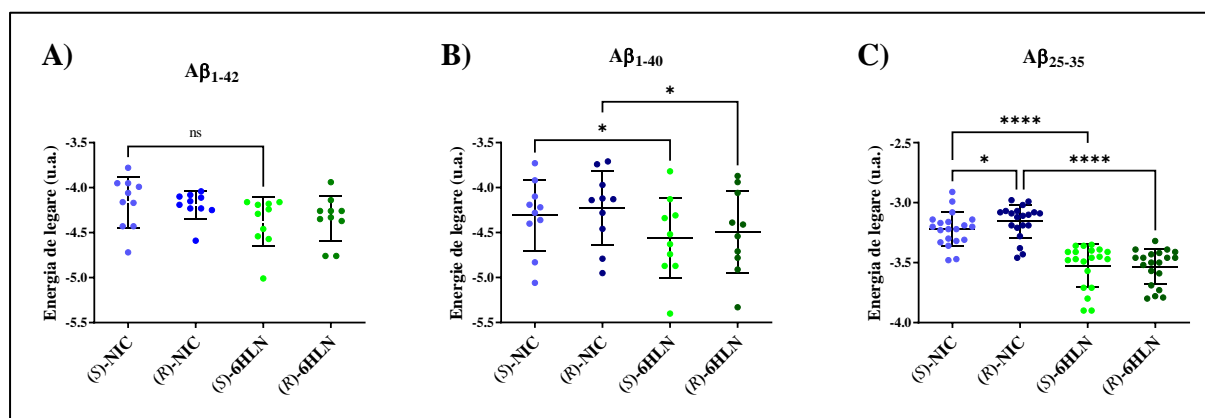 A)
Aβ1-42
ns
Energia de legare (u.a.)
-3.5
-4.0
-4.5
-5.0
-5.5
(S)-NIC
(R)-NIC
(S)-6HLN
(R)-6HLN
B)
Aβ1-40
*
*
Energie de legare (u.a.)
-3.5
-4.0
-4.5
-5.0
-5.5
(S)-NIC
(R)-NIC
(S)-6HLN
(R)-6HLN
C)
Aβ25-35
****
*
****
Energia de legare (u.a.)
-2.5
-3.0
-3.5
-4.0
(S)-NIC
(R)-NIC
(S)-6HLN
(R)-6HLN